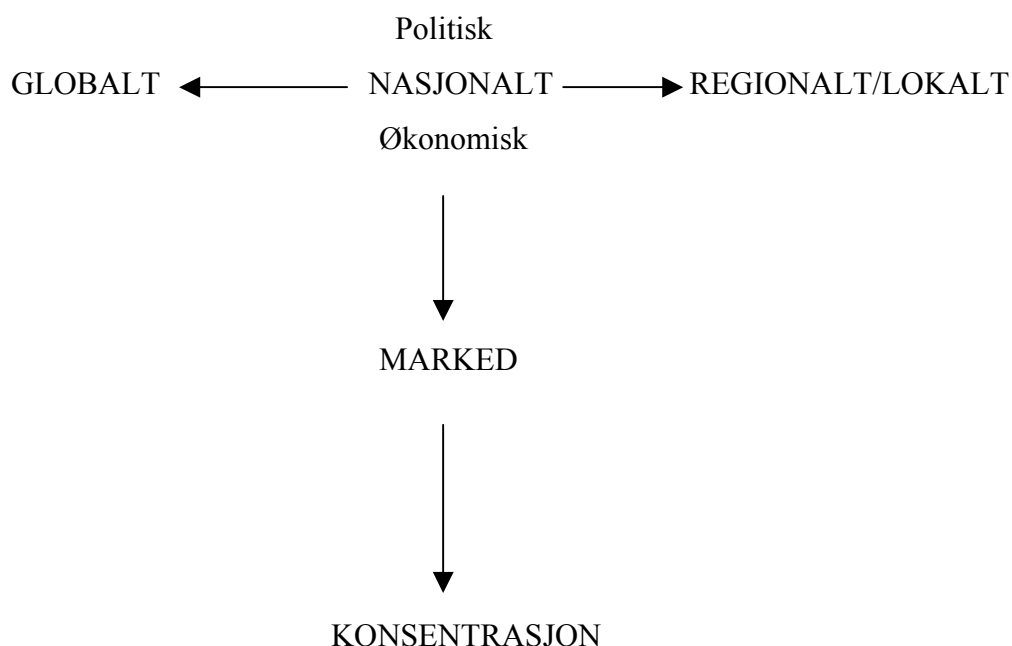 Politisk
GLOBALT NASJONALT REGIONALT/LOKALT
Økonomisk
MARKED
KONSENTRASJON